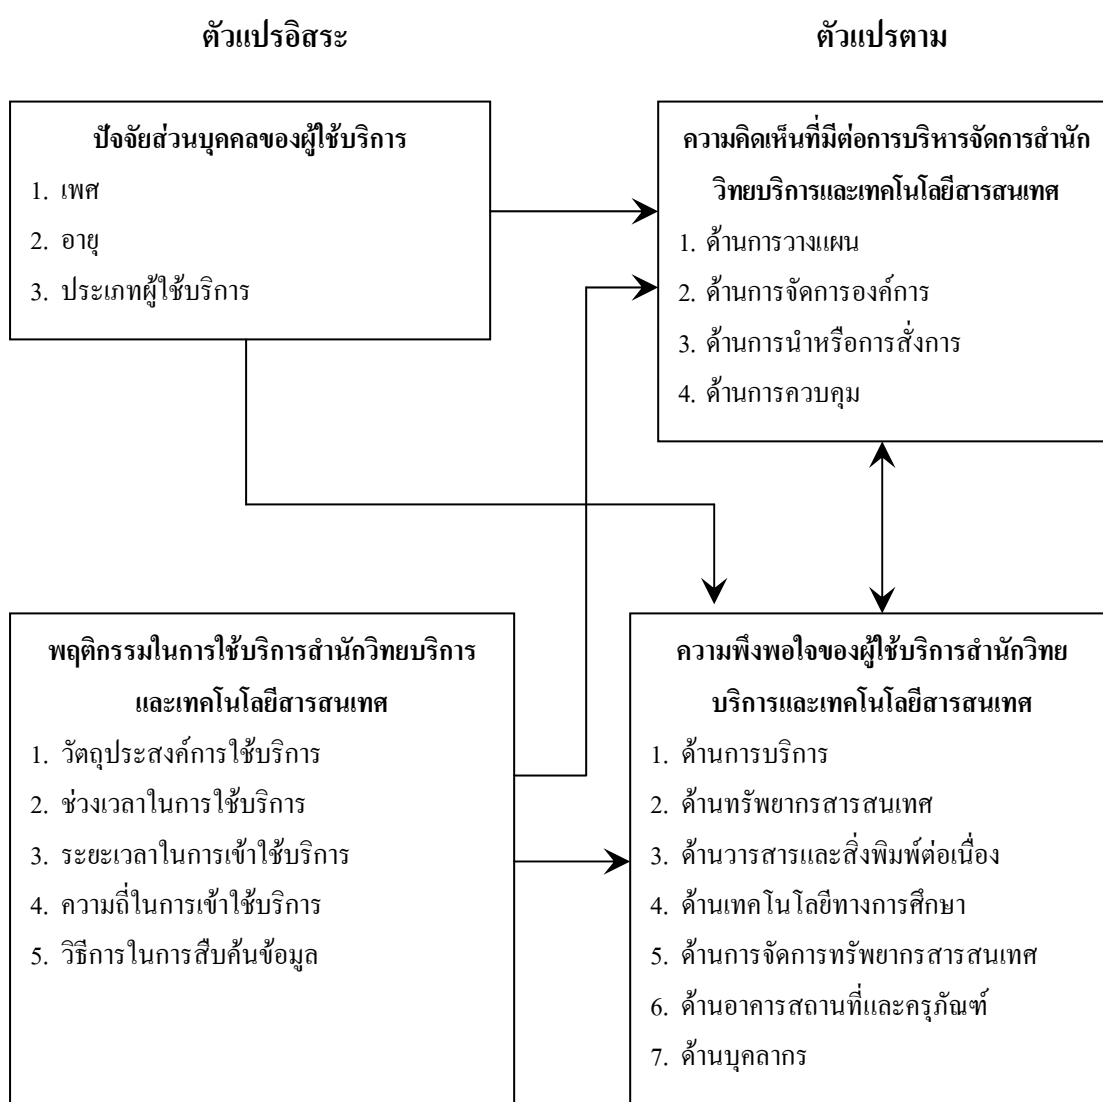 ตัวแปรอิสระ
ตัวแปรตาม
ปัจจัยส่วนบุคคลของผู้ใช้บริการ
1. เพศ
2. อายุ
3. ประเภทผู้ใช้บริการ
ความคิดเห็นที่มีต่อการบริหารจัดการสำนัก
วิทยบริการและเทคโนโลยีสารสนเทศ
1. ด้านการวางแผน
2. ด้านการจัดการองค์การ
3. ด้านการนำหรือการสั่งการ
4. ด้านการควบคุม
พฤติกรรมในการใช้บริการสำนักวิทยบริการ
และเทคโนโลยีสารสนเทศ
1. วัตถุประสงค์การใช้บริการ
2. ช่วงเวลาในการใช้บริการ
3. ระยะเวลาในการเข้าใช้บริการ
4. ความถี่ในการเข้าใช้บริการ
5. วิธีการในการสืบค้นข้อมูล
ความพึงพอใจของผู้ใช้บริการสำนักวิทย
บริการและเทคโนโลยีสารสนเทศ
1. ด้านการบริการ
2. ด้านทรัพยากรสารสนเทศ
3. ด้านวารสารและสิ่งพิมพ์ต่อเนื่อง
4. ด้านเทคโนโลยีทางการศึกษา
5. ด้านการจัดการทรัพยากรสารสนเทศ
6. ด้านอาคารสถานที่และครุภัณฑ์
7. ด้านบุคลากร